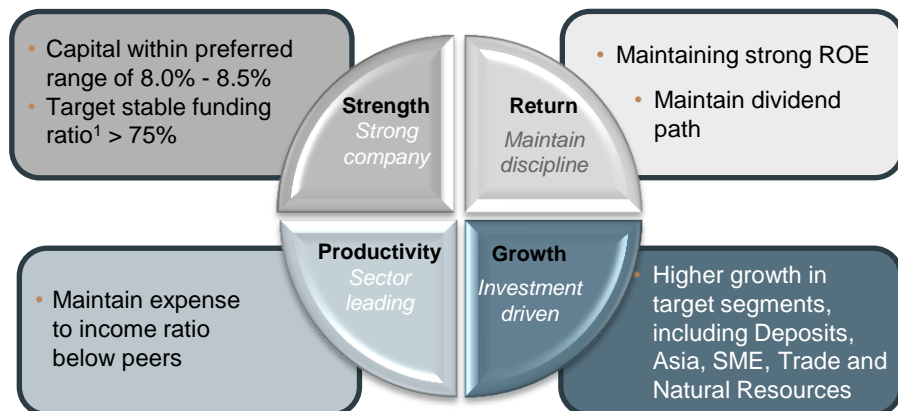 • Capital within preferred
range of 8.0% - 8.5%
• Target stable funding
ratio¹ > 75%
Strength
Strong
company
Return
Maintain
discipline
• Maintaining strong ROE
• Maintain dividend
path
• Maintain expense
to income ratio
below peers
Productivity
Sector
leading
Growth
Investment
driven
• Higher growth in
target segments,
including Deposits,
Asia, SME, Trade and
Natural Resources